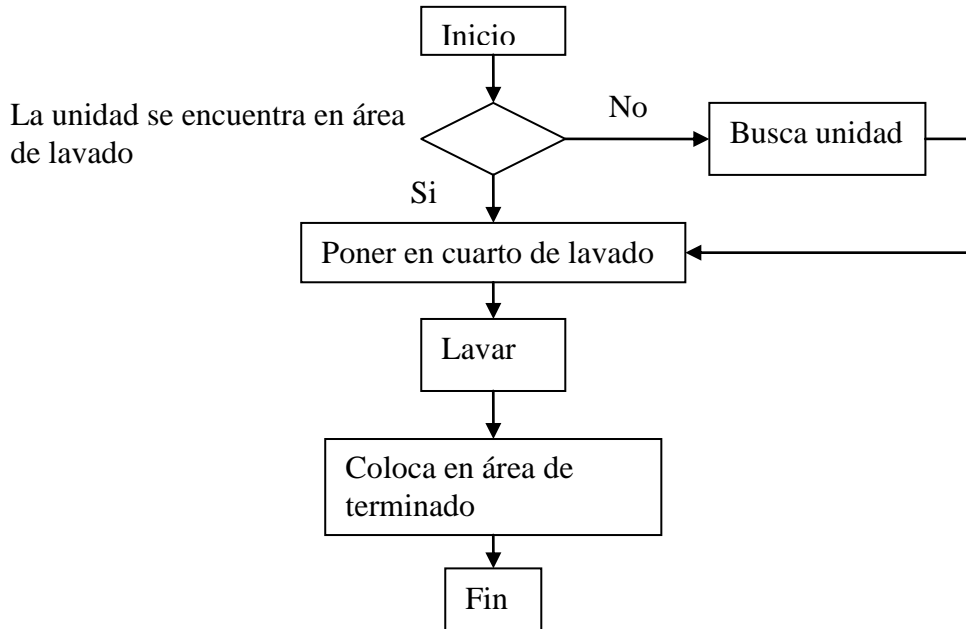 Inicio
La unidad se encuentra en área
de lavado
No
Busca unidad
Si
Poner en cuarto de lavado
Lavar
Coloca en área de
terminado
Fin